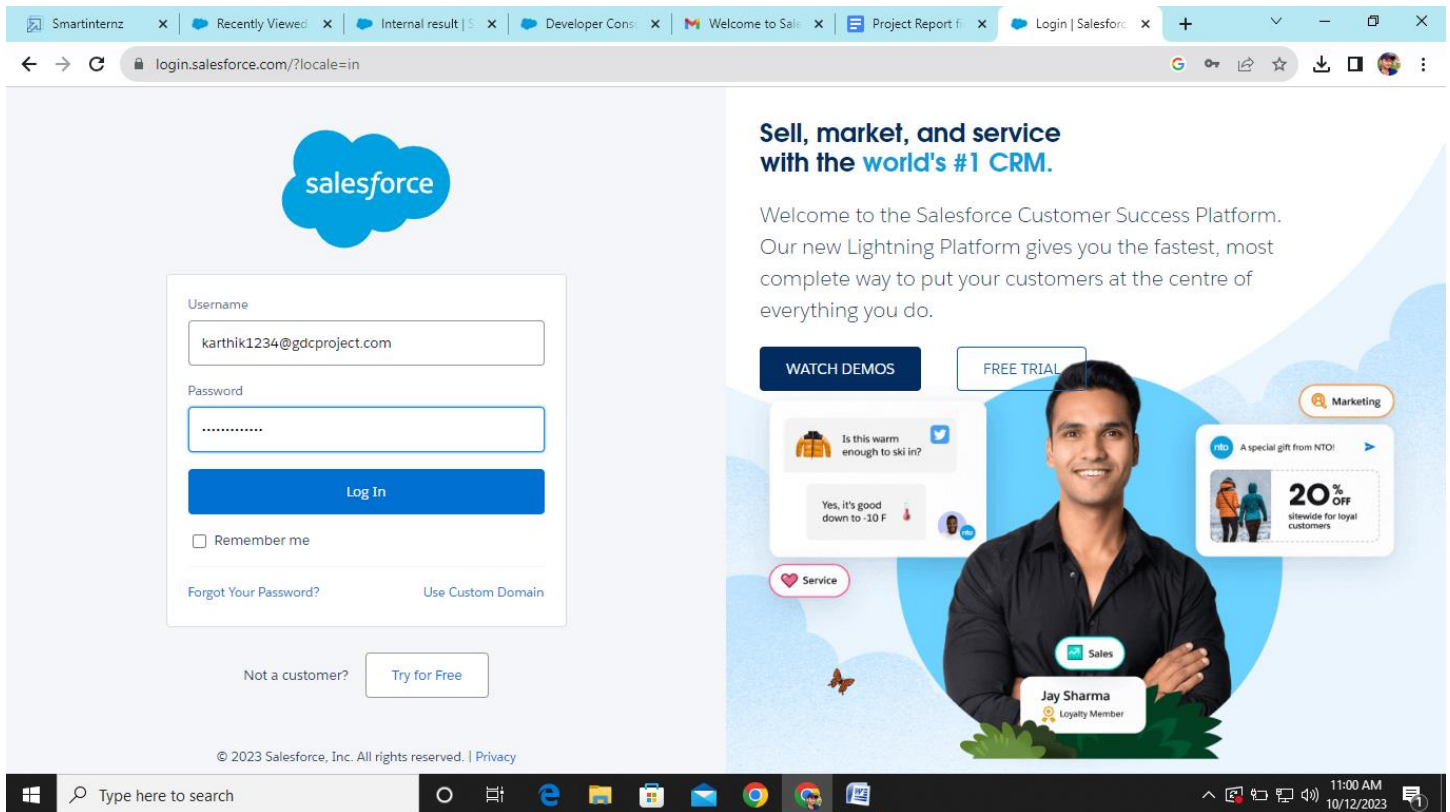 Smartinternz
Recently Viewed
Internal result | S
Developer Cons
Welcome to Sale
Project Report fi
Login | Salesforc
login.salesforce.com/?locale=in
salesforce
Username
karthik1234@gdcproject.com
Password
.............
Log In
Remember me
Forgot Your Password? Use Custom Domain
Not a customer? Try for Free
© 2023 Salesforce, Inc. All rights reserved. | Privacy
Sell, market, and service
with the world's #1 CRM.
Welcome to the Salesforce Customer Success Platform.
Our new Lightning Platform gives you the fastest, most
complete way to put your customers at the centre of
everything you do.
WATCH DEMOS FREE TRIAL
Is this warm
enough to ski in?
Yes, it's good
down to -10 F
nto
Service
Marketing
nto A special gift from NTO!
20% OFF
sitewide for loyal
customers
Sales
Jay Sharma
Loyalty Member
Type here to search
11:00 AM
10/12/2023
1